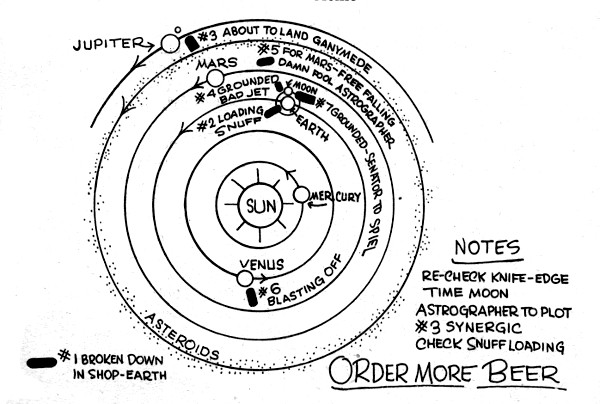 JUPITER
#3 ABOUT TO LAND GANYMEDE
#5 FOR MARS-FREE FALLING
DAMN FOOL ASTROGRAPHER
MARS
#4 GROUNDED
BAD JET
MOON
#7 GROUNDED-SENATOR TO SPIEL
#2 LOADING
SNUFF
EARTH
SUN
MERCURY
VENUS
#6
BLASTING OFF
ASTEROIDS
#1 BROKEN DOWN
IN SHOP-EARTH
NOTES
RE-CHECK KNIFE-EDGE
TIME MOON
ASTROGRAPHER TO PLOT
#3 SYNERGIC
CHECK SNUFF LOADING
ORDER MORE BEER